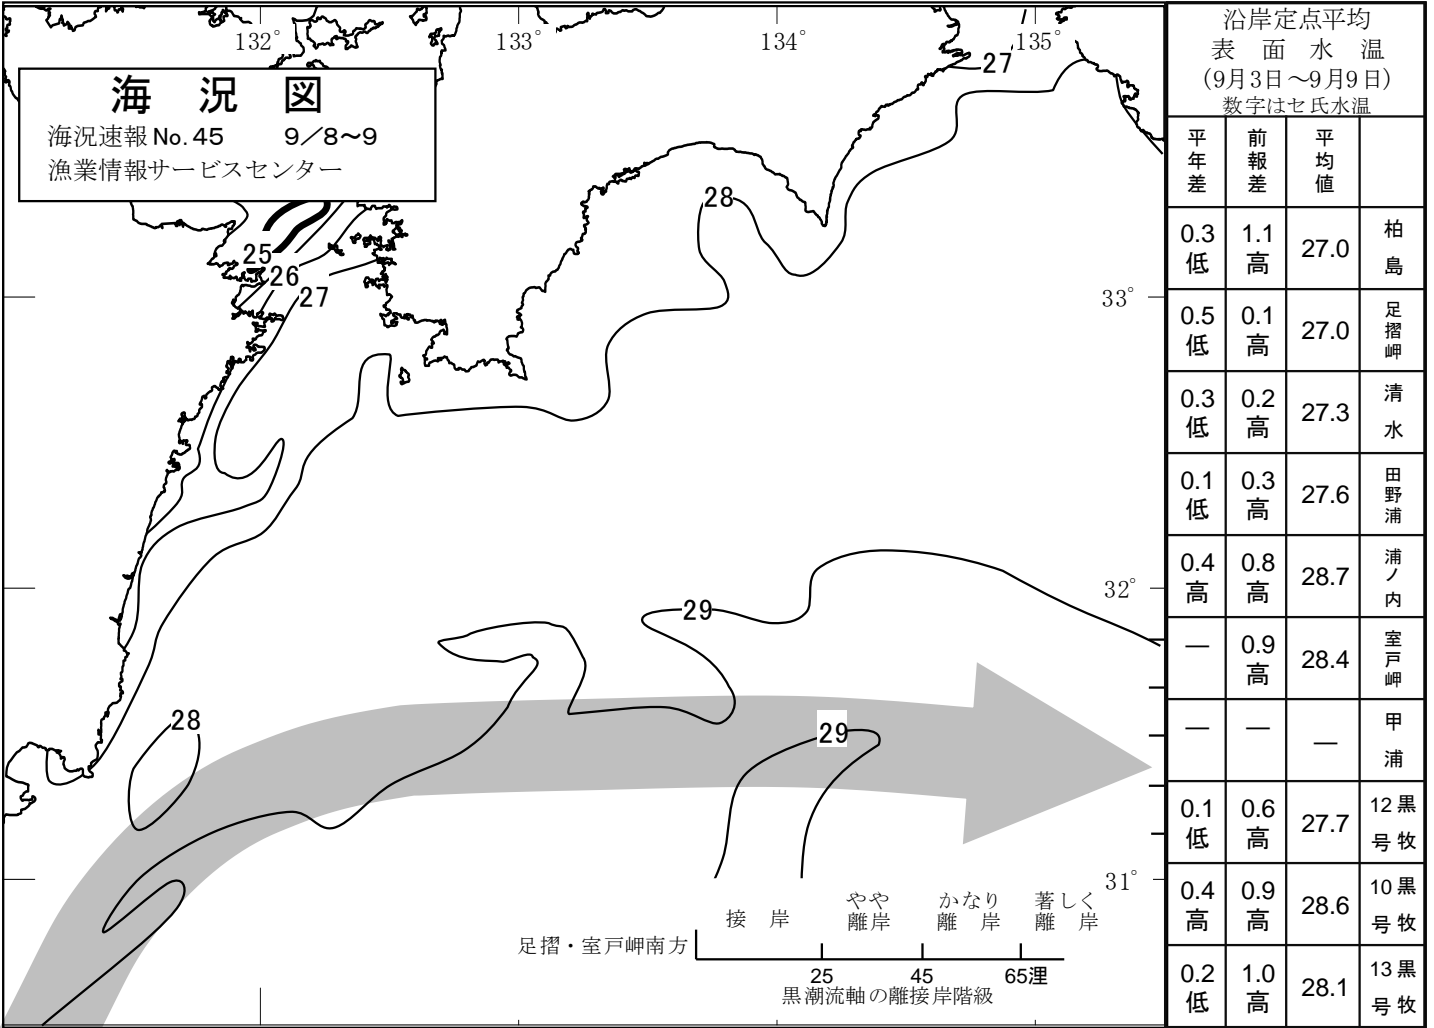 132°
133°
134°
135°
海 況 図
海況速報 No.45 9/8～9
漁業情報サービスセンター
27
28
25
26
27
33°
32°
29
28
29
31°
接 岸
やや
離岸
かなり
離 岸
著しく
離 岸
足摺・室戸岬南方
25 45 65浬
黒潮流軸の離接岸階級
沿岸定点平均
表 面 水 温
(9月3日～9月9日)
数字はセ氏水温
平年差 前報差 平均値
0.3低 1.1高 27.0 柏島
0.5低 0.1高 27.0 足摺岬
0.3低 0.2高 27.3 清水
0.1低 0.3高 27.6 田野浦
0.4高 0.8高 28.7 浦ノ内
― 0.9高 28.4 室戸岬
― ― ― 甲浦
0.1低 0.6高 27.7 黒牧12号
0.4高 0.9高 28.6 黒牧10号
0.2低 1.0高 28.1 黒牧13号